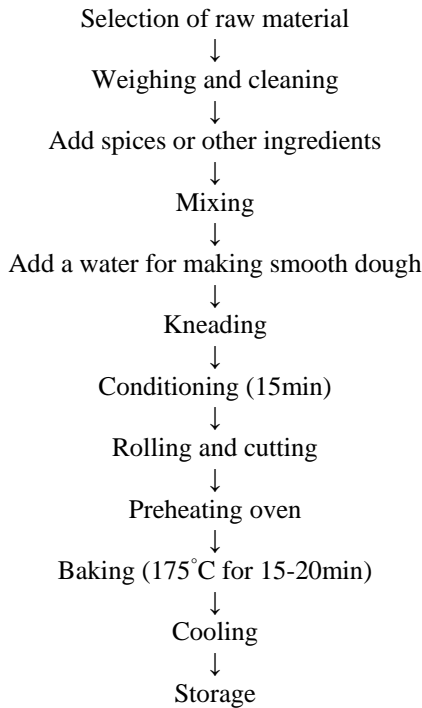 Selection of raw material
↓
Weighing and cleaning
↓
Add spices or other ingredients
↓
Mixing
↓
Add a water for making smooth dough
↓
Kneading
↓
Conditioning (15min)
↓
Rolling and cutting
↓
Preheating oven
↓
Baking (175°C for 15-20min)
↓
Cooling
↓
Storage